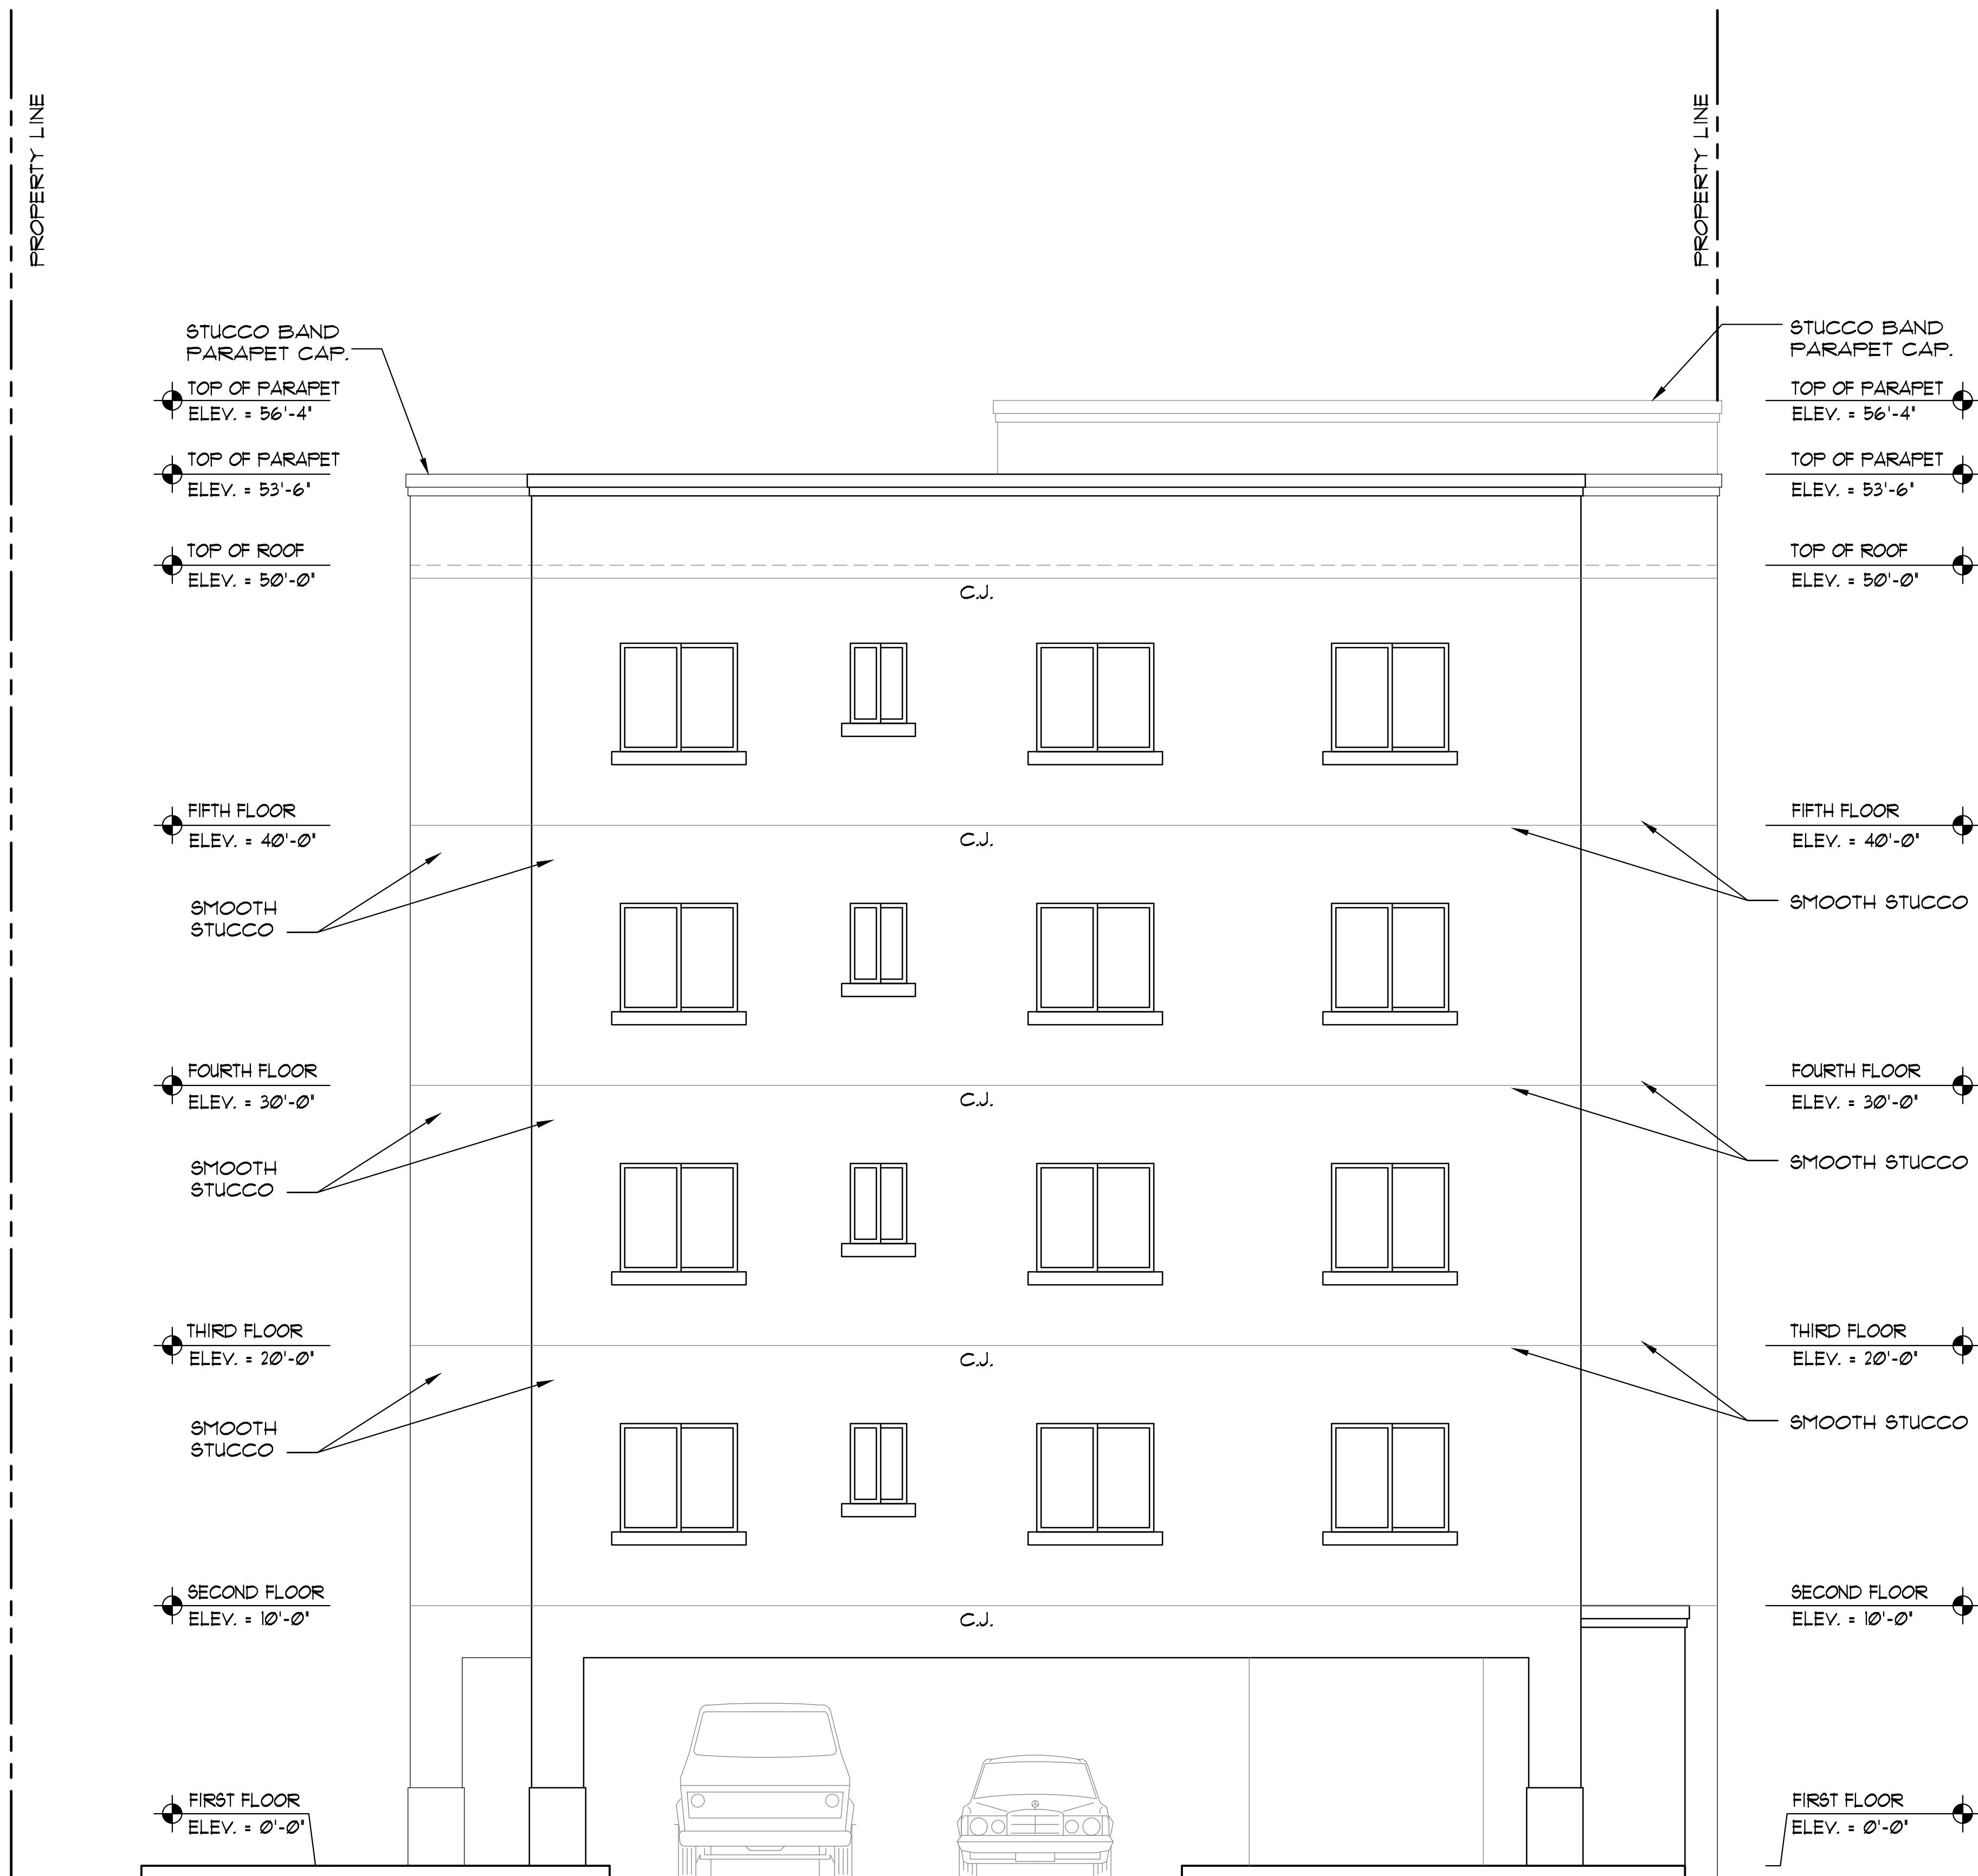 PROPERTY LINE
PROPERTY LINE
STUCCO BAND
PARAPET CAP.
STUCCO BAND
PARAPET CAP.
TOP OF PARAPET
ELEV. = 56'-4"
TOP OF PARAPET
ELEV. = 56'-4"
TOP OF PARAPET
ELEV. = 53'-6"
TOP OF PARAPET
ELEV. = 53'-6"
TOP OF ROOF
ELEV. = 50'-0"
TOP OF ROOF
ELEV. = 50'-0"
C.J.
FIFTH FLOOR
ELEV. = 40'-0"
C.J.
FIFTH FLOOR
ELEV. = 40'-0"
SMOOTH
STUCCO
SMOOTH STUCCO
FOURTH FLOOR
ELEV. = 30'-0"
C.J.
FOURTH FLOOR
ELEV. = 30'-0"
SMOOTH
STUCCO
SMOOTH STUCCO
THIRD FLOOR
ELEV. = 20'-0"
C.J.
THIRD FLOOR
ELEV. = 20'-0"
SMOOTH
STUCCO
SMOOTH STUCCO
SECOND FLOOR
ELEV. = 10'-0"
C.J.
SECOND FLOOR
ELEV. = 10'-0"
FIRST FLOOR
ELEV. = 0'-0"
FIRST FLOOR
ELEV. = 0'-0"